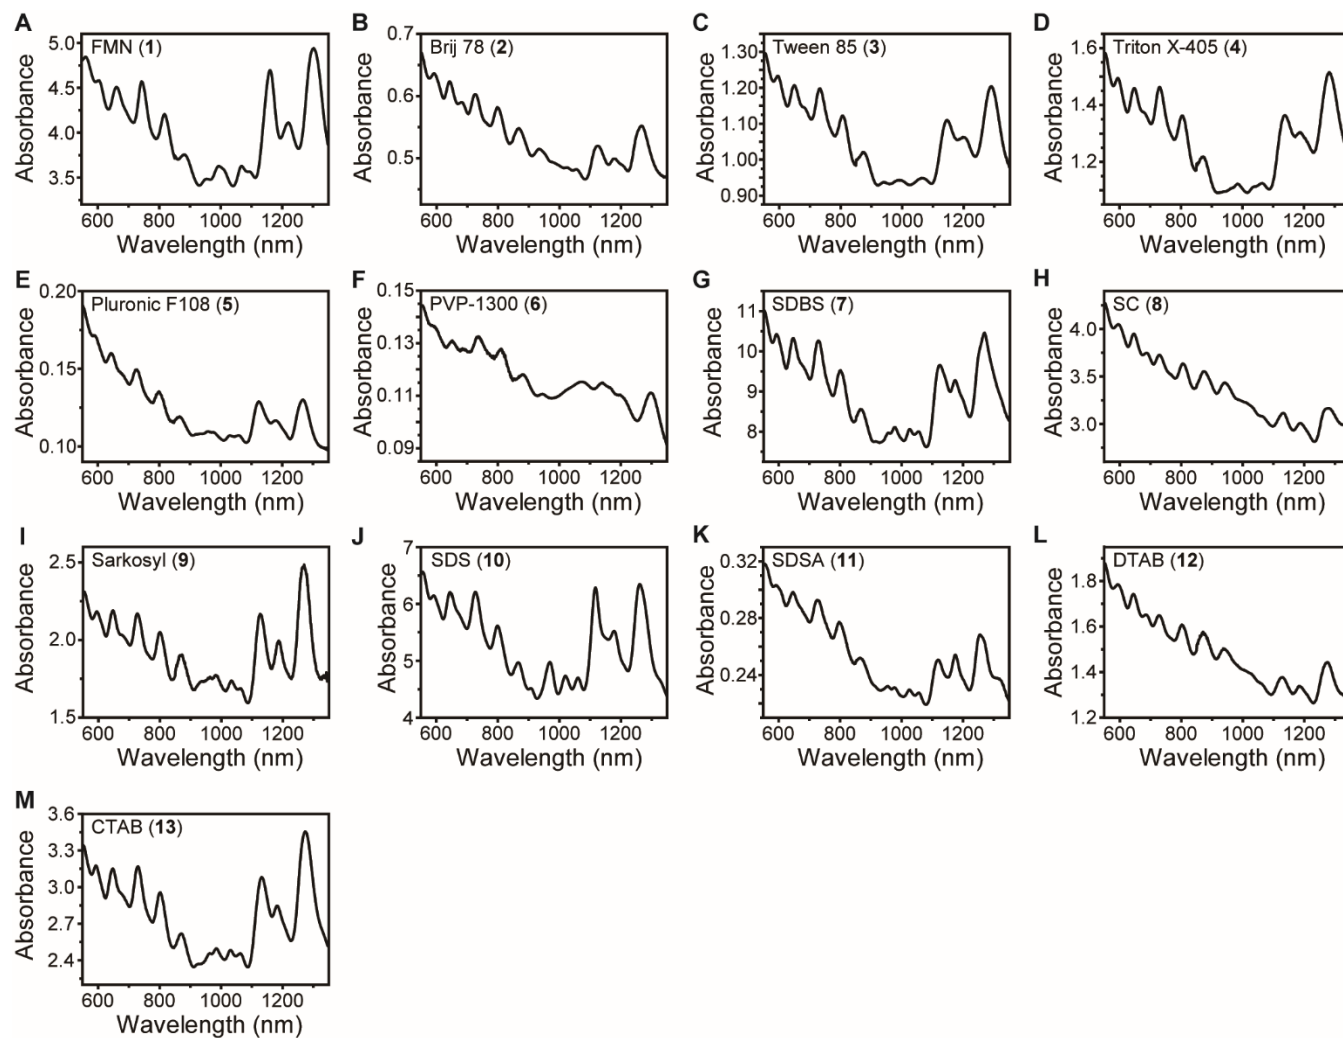 A
FMN (1)
5.0
4.5
4.0
3.5
600 800 1000 1200
Absorbance
Wavelength (nm)
B
Brij 78 (2)
0.7
0.6
0.5
600 800 1000 1200
Absorbance
Wavelength (nm)
C
Tween 85 (3)
1.30
1.20
1.10
1.00
0.90
600 800 1000 1200
Absorbance
Wavelength (nm)
D
Triton X-405 (4)
1.6
1.4
1.2
600 800 1000 1200
Absorbance
Wavelength (nm)
E
Pluronic F108 (5)
0.20
0.15
0.10
600 800 1000 1200
Absorbance
Wavelength (nm)
F
PVP-1300 (6)
0.15
0.13
0.11
0.09
600 800 1000 1200
Absorbance
Wavelength (nm)
G
SDBS (7)
11
10
9
8
600 800 1000 1200
Absorbance
Wavelength (nm)
H
SC (8)
4.0
3.5
3.0
600 800 1000 1200
Absorbance
Wavelength (nm)
I
Sarkosyl (9)
2.5
2.0
1.5
600 800 1000 1200
Absorbance
Wavelength (nm)
J
SDS (10)
7
6
5
4
600 800 1000 1200
Absorbance
Wavelength (nm)
K
SDSA (11)
0.32
0.28
0.24
600 800 1000 1200
Absorbance
Wavelength (nm)
L
DTAB (12)
1.8
1.6
1.4
1.2
600 800 1000 1200
Absorbance
Wavelength (nm)
M
CTAB (13)
3.6
3.3
3.0
2.7
2.4
600 800 1000 1200
Absorbance
Wavelength (nm)